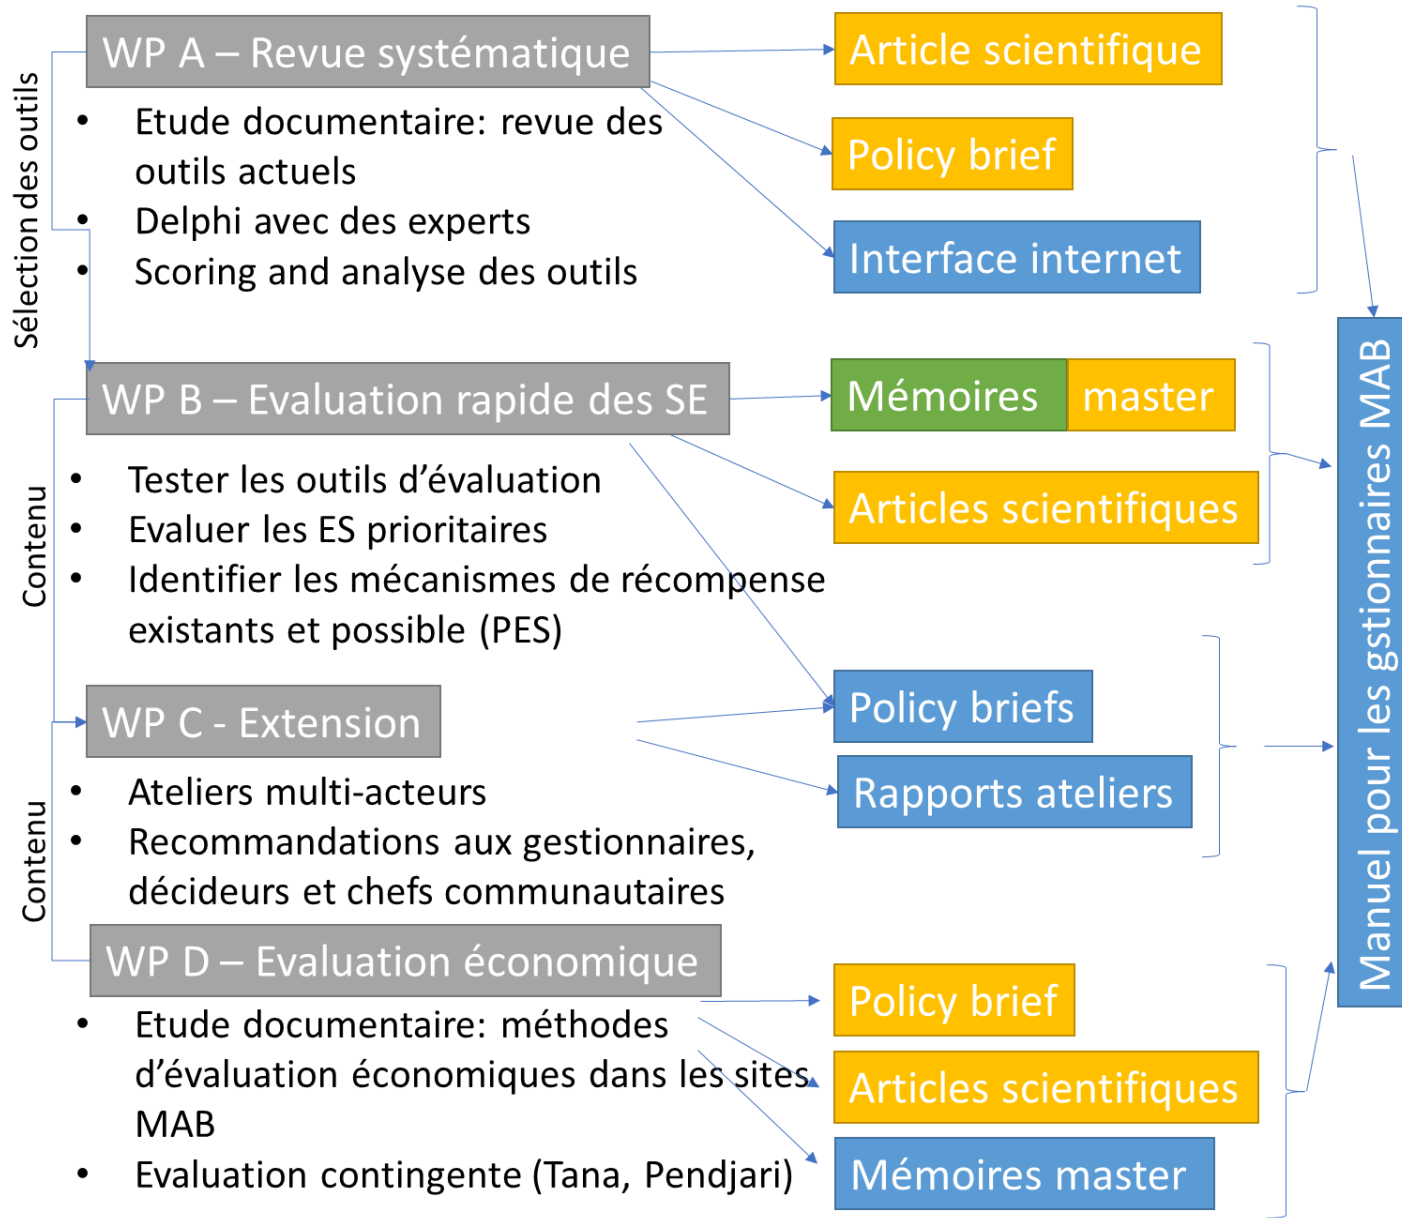 WP A – Revue systématique
• Etude documentaire: revue des
outils actuels
• Delphi avec des experts
• Scoring and analyse des outils
Sélection des outils
Article scientifique
Policy brief
Interface internet
WP B – Evaluation rapide des SE
• Tester les outils d’évaluation
• Evaluer les ES prioritaires
• Identifier les mécanismes de récompense
existants et possible (PES)
Contenu
Mémoires master
Articles scientifiques
WP C - Extension
• Ateliers multi-acteurs
• Recommandations aux gestionnaires,
décideurs et chefs communautaires
Contenu
Policy briefs
Rapports ateliers
WP D – Evaluation économique
• Etude documentaire: méthodes
d’évaluation économiques dans les sites
MAB
• Evaluation contingente (Tana, Pendjari)
Policy brief
Articles scientifiques
Mémoires master
Manuel pour les gstionnaires MAB